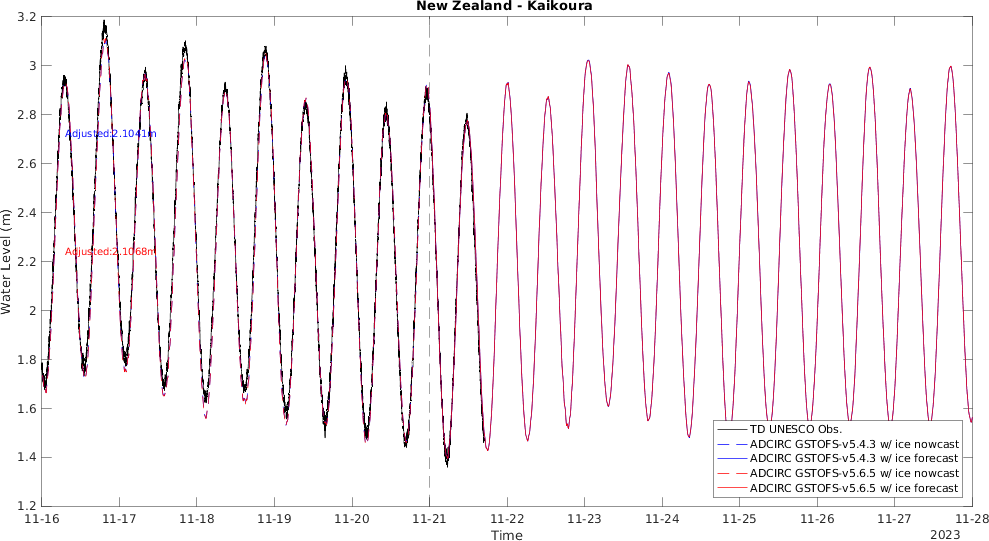 New Zealand - Kaikoura
3.2
3
2.8
2.6
2.4
2.2
2
1.8
1.6
1.4
1.2
Water Level (m)
Adjusted:2.1041m
Adjusted:2.1068m
TD UNESCO Obs.
ADCIRC GSTOFS-v5.4.3 w/ ice nowcast
ADCIRC GSTOFS-v5.4.3 w/ ice forecast
ADCIRC GSTOFS-v5.6.5 w/ ice nowcast
ADCIRC GSTOFS-v5.6.5 w/ ice forecast
11-16 11-17 11-18 11-19 11-20 11-21 11-22 11-23 11-24 11-25 11-26 11-27 11-28
Time
2023